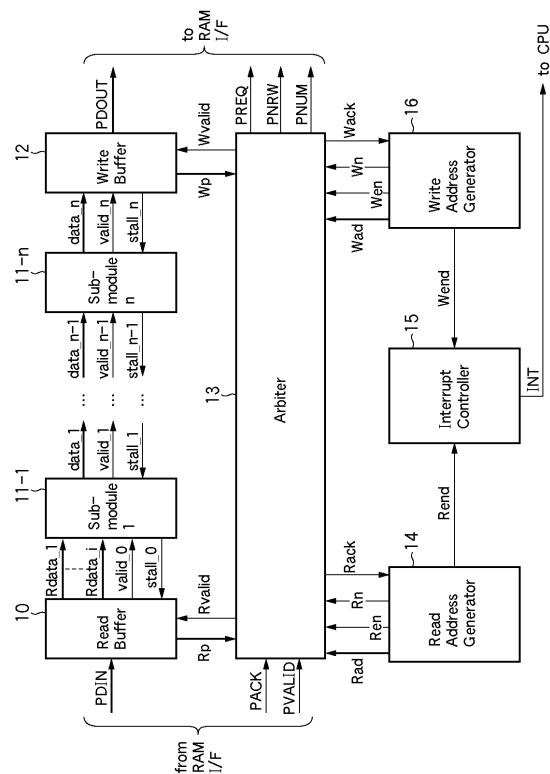 from
RAM
I/F
PDIN
10
Read
Buffer
Rdata_1
Rdata_i
valid_0
stall_0
11-1
Sub-
module
1
data_1
valid_1
stall_1
...
...
...
data_n-1
valid_n-1
stall_n-1
11-n
Sub-
module
n
data_n
valid_n
stall_n
12
Write
Buffer
PDOUT
to
RAM
I/F
Rp
Rvalid
Wp
Wvalid
PACK
PVALID
13
Arbiter
PREQ
PNRW
PNUM
Rad
Ren
Rn
Rack
Wad
Wen
Wn
Wack
14
Read
Address
Generator
Rend
15
Interrupt
Controller
Wend
16
Write
Address
Generator
INT
to CPU